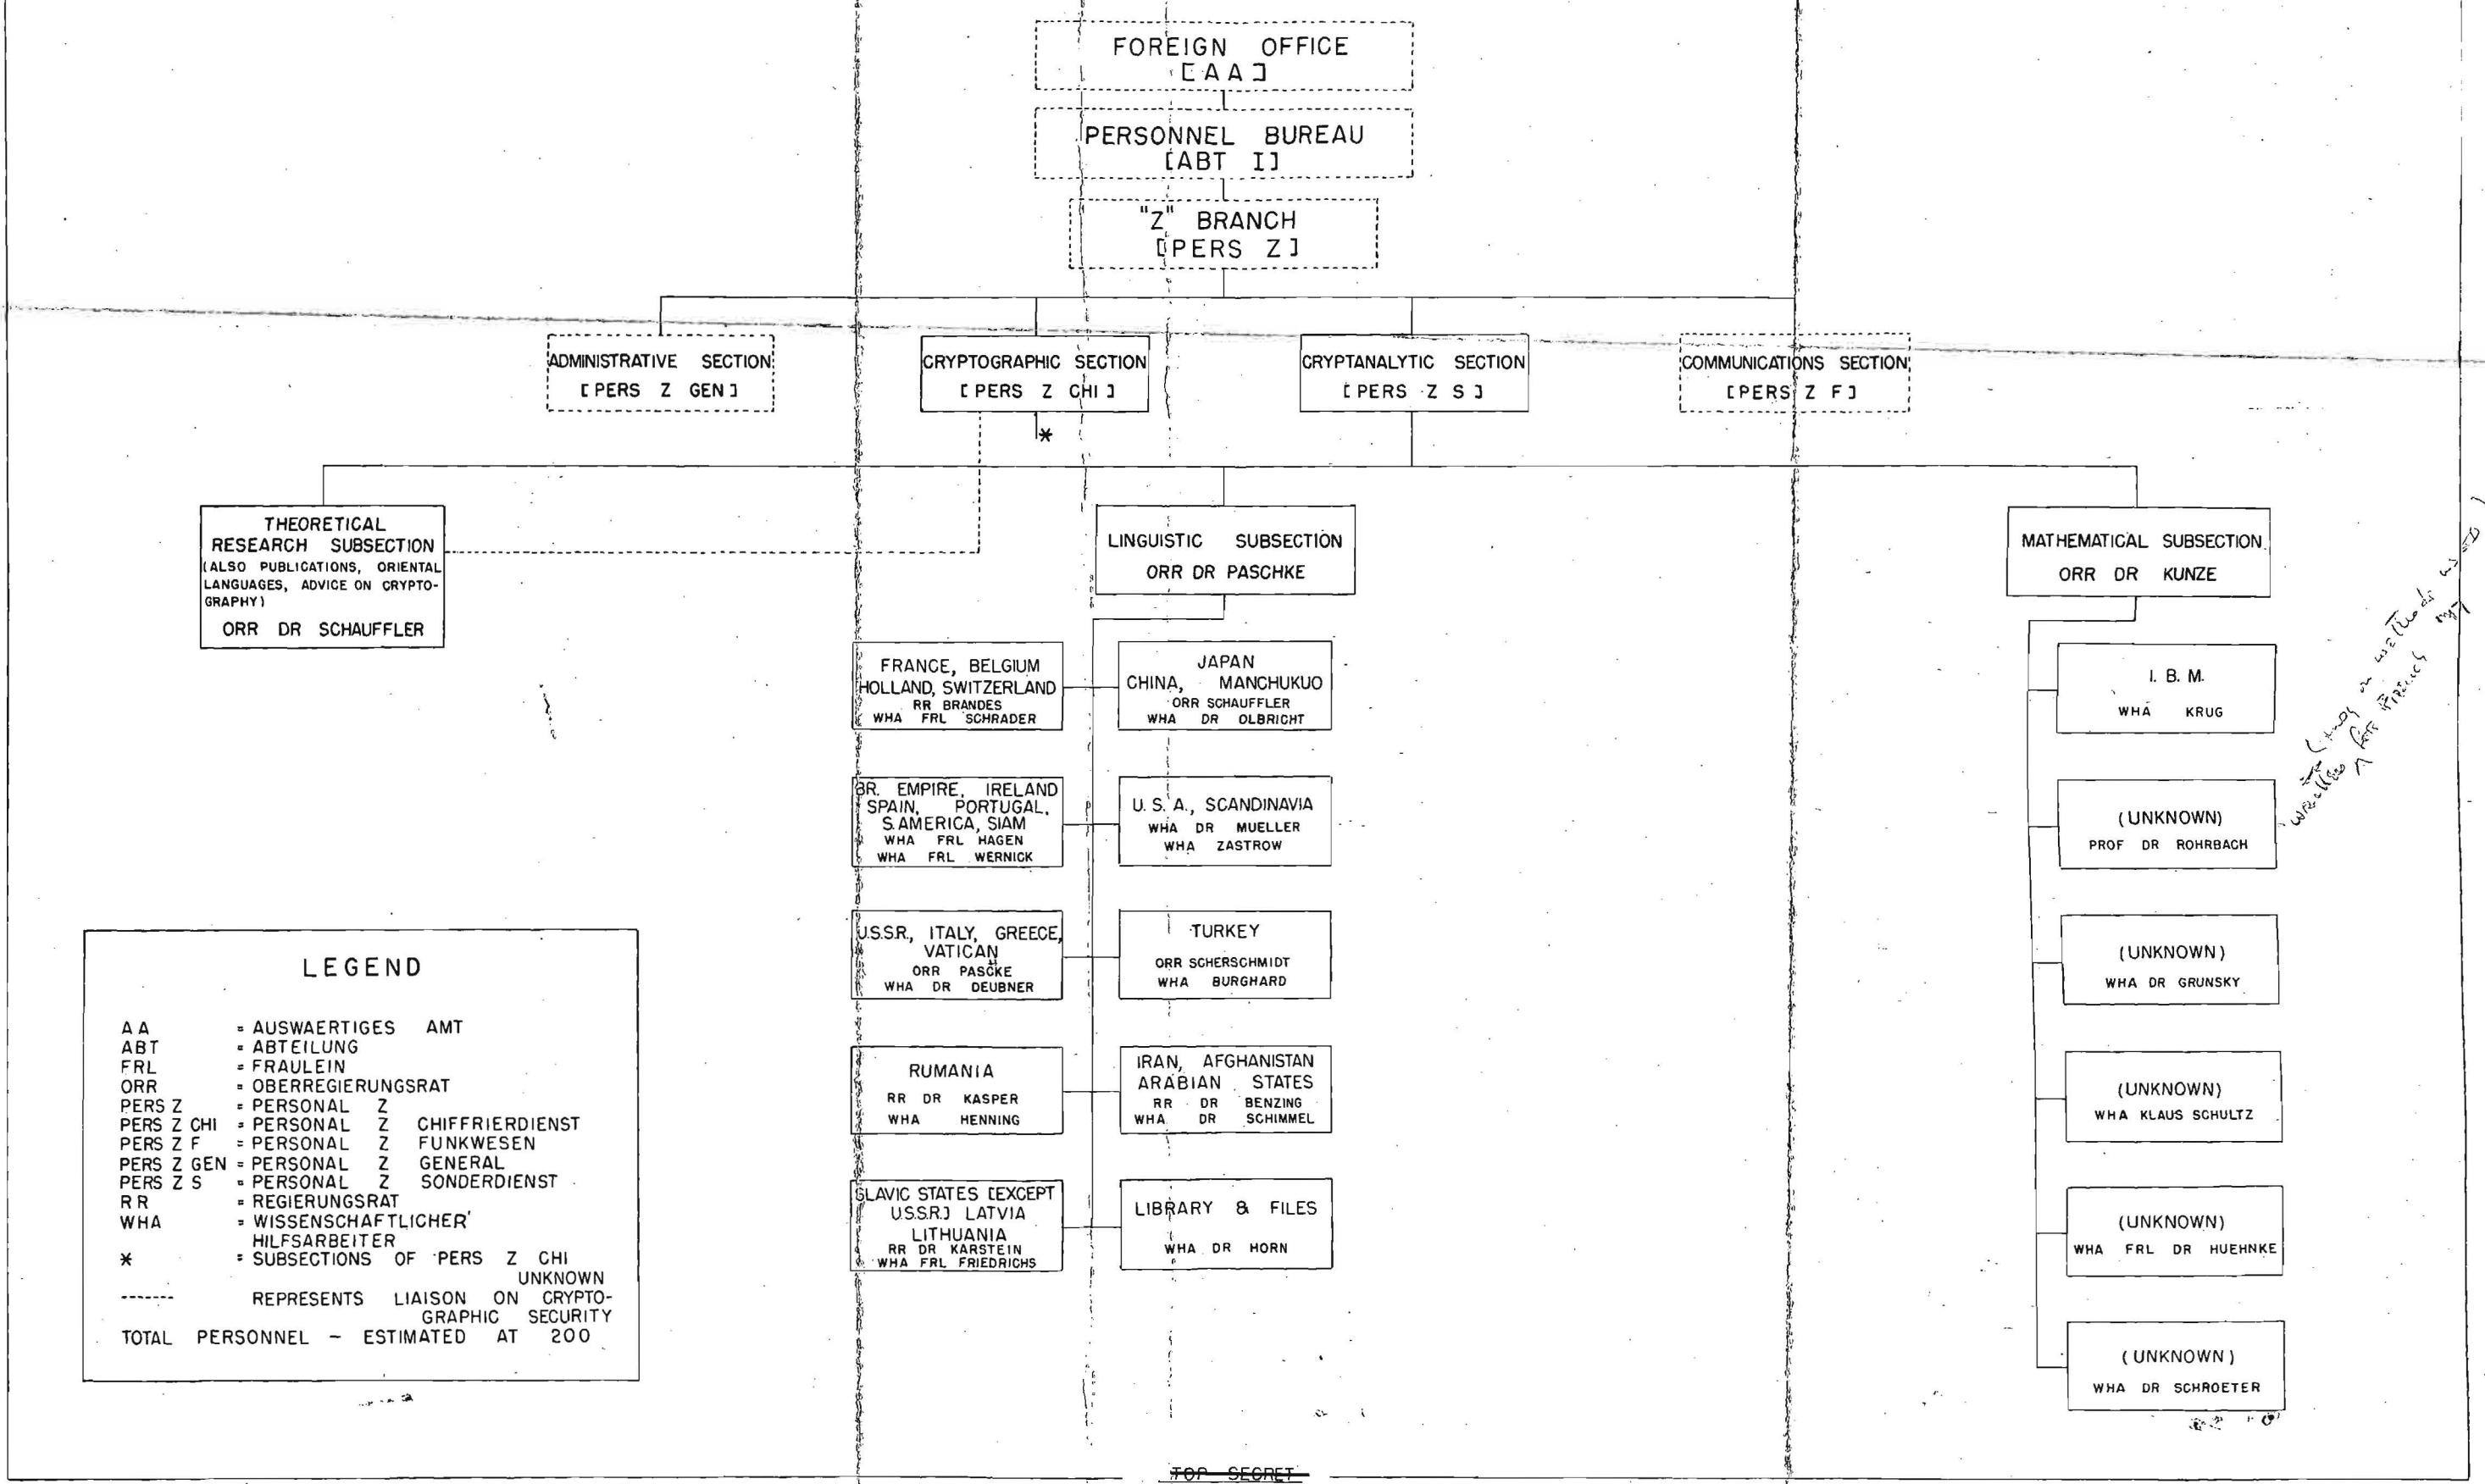 FOREIGN OFFICE
[AA]
PERSONNEL BUREAU
[ABT I]
"Z" BRANCH
[PERS Z]
ADMINISTRATIVE SECTION
[PERS Z GEN]
CRYPTOGRAPHIC SECTION
[PERS Z CHI]
*
CRYPTANALYTIC SECTION
[PERS Z S]
COMMUNICATIONS SECTION
[PERS Z F]
THEORETICAL
RESEARCH SUBSECTION
(ALSO PUBLICATIONS, ORIENTAL
LANGUAGES, ADVICE ON CRYPTO-
GRAPHY)
ORR DR SCHAUFFLER
LINGUISTIC SUBSECTION
ORR DR PASCHKE
MATHEMATICAL SUBSECTION
ORR DR KUNZE
FRANCE, BELGIUM
HOLLAND, SWITZERLAND
RR BRANDES
WHA FRL SCHRADER
JAPAN
CHINA, MANCHUKUO
ORR SCHAUFFLER
WHA DR OLBRICHT
BR. EMPIRE, IRELAND
SPAIN, PORTUGAL,
S.AMERICA, SIAM
WHA FRL HAGEN
WHA FRL WERNICK
U.S.A., SCANDINAVIA
WHA DR MUELLER
WHA ZASTROW
U.S.S.R., ITALY, GREECE,
VATICAN
ORR PASCKE
H
WHA DR DEUBNER
TURKEY
ORR SCHERSCHMIDT
WHA BURGHARD
RUMANIA
RR DR KASPER
WHA HENNING
IRAN, AFGHANISTAN
ARABIAN STATES
RR DR BENZING
WHA DR SCHIMMEL
SLAVIC STATES [EXCEPT
U.S.S.R.] LATVIA
LITHUANIA
RR DR KARSTEIN
WHA FRL FRIEDRICHS
LIBRARY & FILES
WHA DR HORN
I. B. M.
WHA KRUG
(UNKNOWN)
PROF DR ROHRBACH
(UNKNOWN)
WHA DR GRUNSKY
(UNKNOWN)
WHA KLAUS SCHULTZ
(UNKNOWN)
WHA FRL DR HUEHNKE
(UNKNOWN)
WHA DR SCHROETER
LEGEND
AA = AUSWAERTIGES AMT
ABT = ABTEILUNG
FRL = FRAULEIN
ORR = OBERREGIERUNGSRAT
PERS Z = PERSONAL Z
PERS Z CHI = PERSONAL Z CHIFFRIERDIENST
PERS Z F = PERSONAL Z FUNKWESEN
PERS Z GEN = PERSONAL Z GENERAL
PERS Z S = PERSONAL Z SONDERDIENST
RR = REGIERUNGSRAT
WHA = WISSENSCHAFTLICHER
HILFSARBEITER
* = SUBSECTIONS OF PERS Z CHI
UNKNOWN
------- REPRESENTS LIAISON ON CRYPTO-
GRAPHIC SECURITY
TOTAL PERSONNEL - ESTIMATED AT 200
TOP SECRET